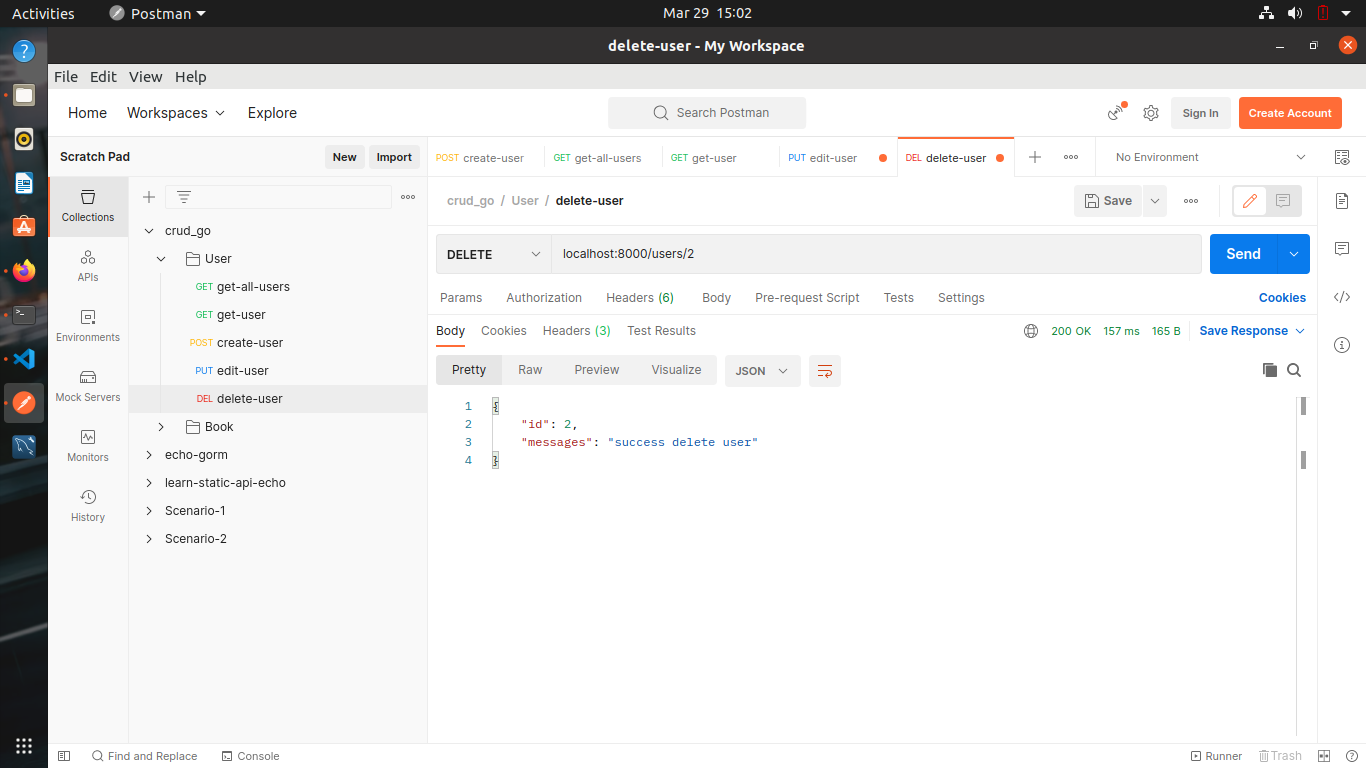 Activities Postman Mar 29 15:02
delete-user - My Workspace
File Edit View Help
Home Workspaces Explore Search Postman Sign In Create Account
Scratch Pad New Import POST create-user GET get-all-users GET get-user PUT edit-user DEL delete-user No Environment
Collections
APIs
Environments
Mock Servers
Monitors
History
crud_go
User
GET get-all-users
GET get-user
POST create-user
PUT edit-user
DEL delete-user
Book
echo-gorm
learn-static-api-echo
Scenario-1
Scenario-2
crud_go / User / delete-user Save
DELETE localhost:8000/users/2 Send
Params Authorization Headers (6) Body Pre-request Script Tests Settings Cookies
Body Cookies Headers (3) Test Results 200 OK 157 ms 165 B Save Response
Pretty Raw Preview Visualize JSON
1 {
2 "id": 2,
3 "messages": "success delete user"
4 }
Find and Replace Console Runner Trash